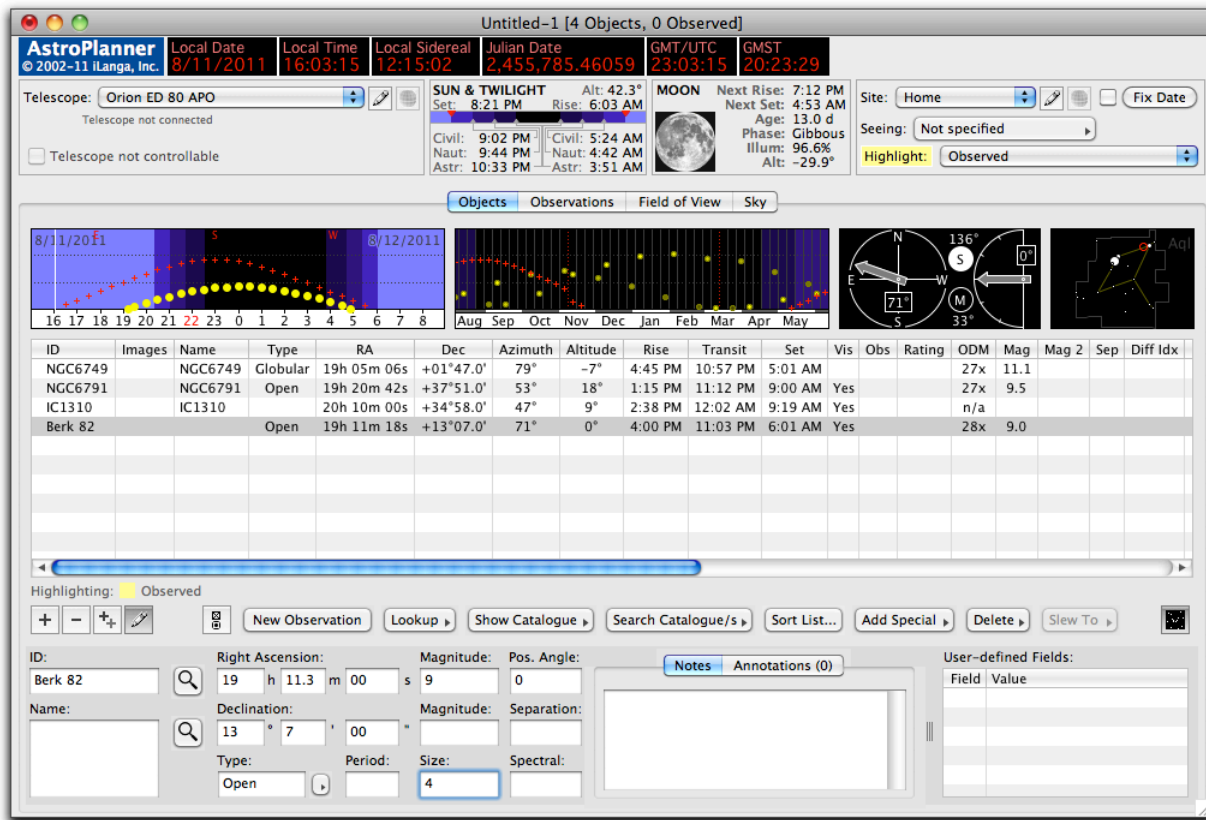 Untitled-1 [4 Objects, 0 Observed]
AstroPlanner
© 2002-11 iLanga, Inc.
Local Date
8/11/2011
Local Time
16:03:15
Local Sidereal
12:15:02
Julian Date
2,455,785.46059
GMT/UTC
23:03:15
GMST
20:23:29
Telescope: Orion ED 80 APO
Telescope not connected
Telescope not controllable
SUN & TWILIGHT Alt: 42.3°
Set: 8:21 PM Rise: 6:03 AM
Civil: 9:02 PM Civil: 5:24 AM
Naut: 9:44 PM Naut: 4:42 AM
Astr: 10:33 PM Astr: 3:51 AM
MOON Next Rise: 7:12 PM
Next Set: 4:53 AM
Age: 13.0 d
Phase: Gibbous
Illum: 96.6%
Alt: -29.9°
Site: Home Fix Date
Seeing: Not specified
Highlight: Observed
Objects Observations Field of View Sky
8/11/2011 E S W 8/12/2011
16 17 18 19 20 21 22 23 0 1 2 3 4 5 6 7 8
Aug Sep Oct Nov Dec Jan Feb Mar Apr May
N 136° S 0°
E W
71° M
S 33°
Aql
ID Images Name Type RA Dec Azimuth Altitude Rise Transit Set Vis Obs Rating ODM Mag Mag 2 Sep Diff Idx
NGC6749 NGC6749 Globular 19h 05m 06s +01°47.0' 79° -7° 4:45 PM 10:57 PM 5:01 AM 27x 11.1
NGC6791 NGC6791 Open 19h 20m 42s +37°51.0' 53° 18° 1:15 PM 11:12 PM 9:00 AM Yes 27x 9.5
IC1310 IC1310 20h 10m 00s +34°58.0' 47° 9° 2:38 PM 12:02 AM 9:19 AM Yes n/a
Berk 82 Open 19h 11m 18s +13°07.0' 71° 0° 4:00 PM 11:03 PM 6:01 AM Yes 28x 9.0
Highlighting: Observed
New Observation Lookup Show Catalogue Search Catalogue/s Sort List... Add Special Delete Slew To
ID: Right Ascension: Magnitude: Pos. Angle:
Berk 82 19 h 11.3 m 00 s 9 0
Name: Declination: Magnitude: Separation:
13 ° 7 ' 00 "
Type: Period: Size: Spectral:
Open 4
Notes Annotations (0)
User-defined Fields:
Field Value